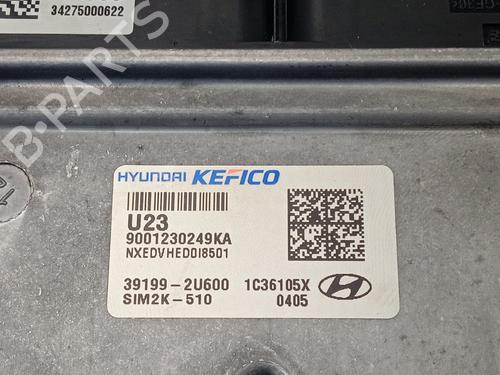 34275000622
B-PARTS
HYUNDAI KEFICO
U23
9001230249KA
NXEDVHED0I8501
39199-2U600 1C36105X
SIM2K-510 0405